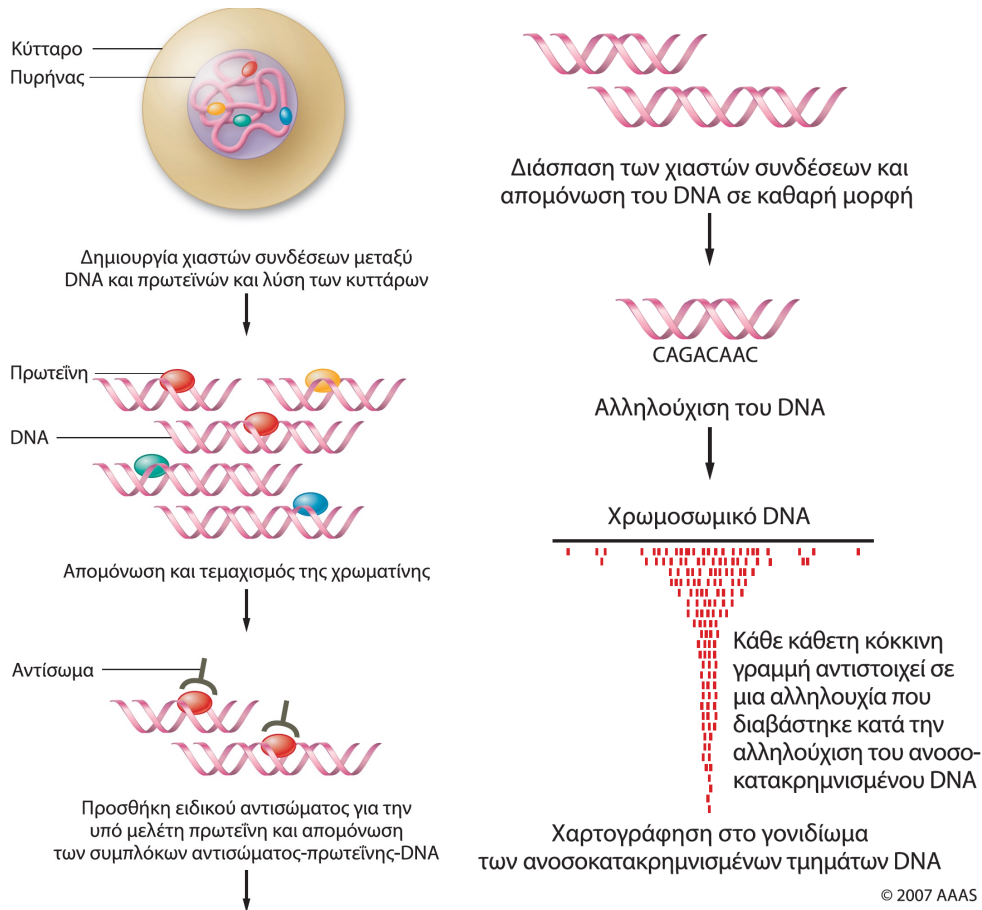 Κύτταρο
Πυρήνας
Δημιουργία χιαστών συνδέσεων μεταξύ
DNA και πρωτεϊνών και λύση των κυττάρων
Πρωτεΐνη
DNA
Απομόνωση και τεμαχισμός της χρωματίνης
Αντίσωμα
Προσθήκη ειδικού αντισώματος για την
υπό μελέτη πρωτεΐνη και απομόνωση
των συμπλόκων αντισώματος-πρωτεΐνης-DNA
Διάσπαση των χιαστών συνδέσεων και
απομόνωση του DNA σε καθαρή μορφή
CAGACAAC
Αλληλούχιση του DNA
Χρωμοσωμικό DNA
Κάθε κάθετη κόκκινη
γραμμή αντιστοιχεί σε
μια αλληλουχία που
διαβάστηκε κατά την
αλληλούχιση του ανοσο-
κατακρημνισμένου DNA
Χαρτογράφηση στο γονιδίωμα
των ανοσοκατακρημνισμένων τμημάτων DNA
© 2007 AAAS